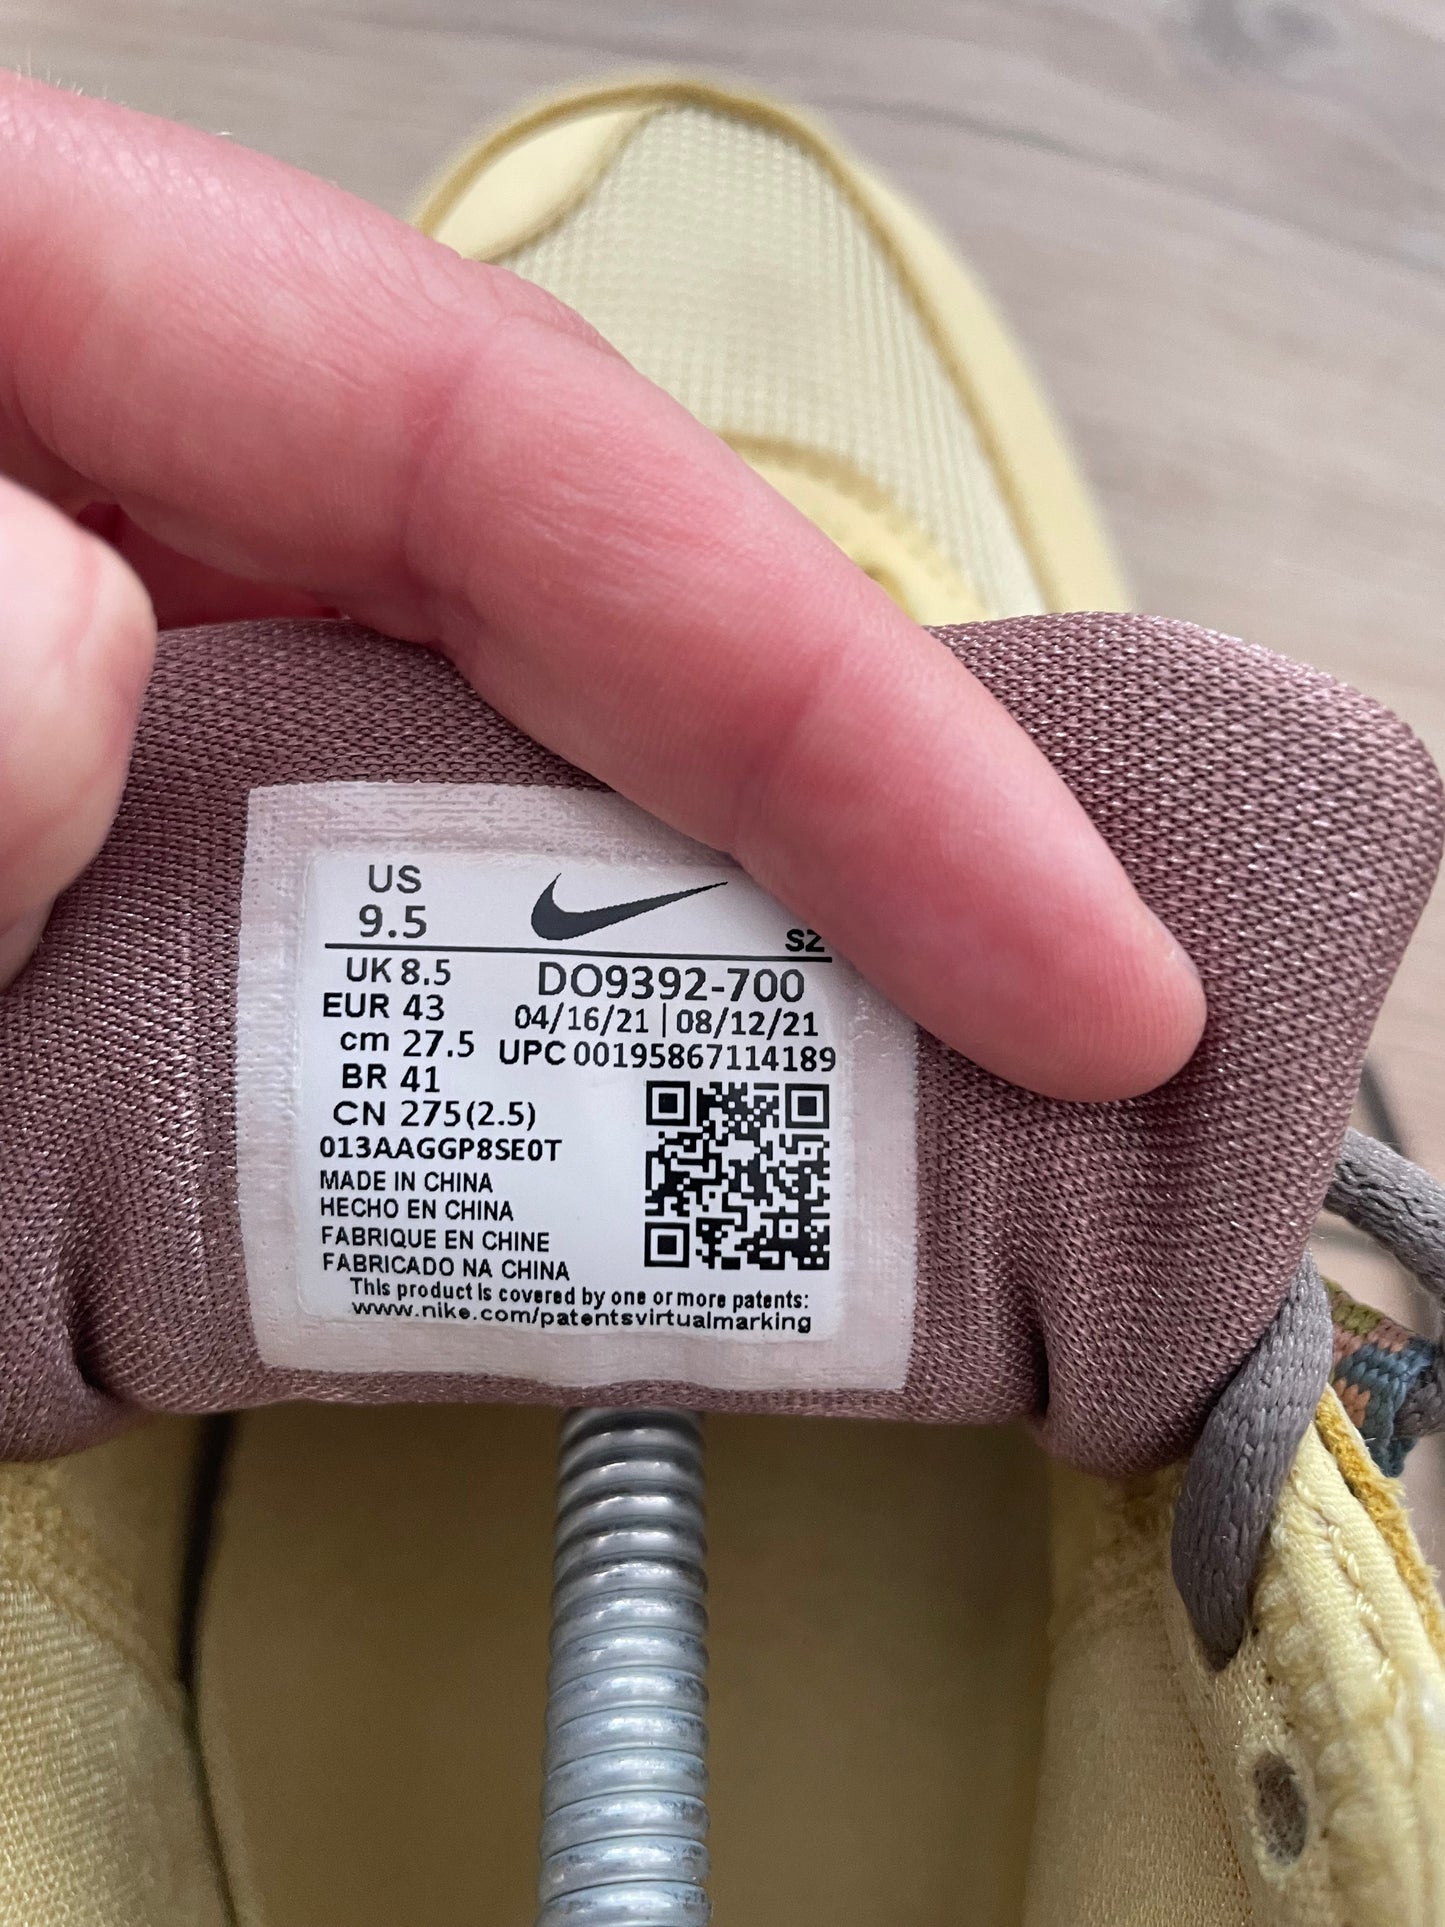 US
9.5
SZ
UK 8.5
DO9392-700
EUR 43
04/16/21 | 08/12/21
cm 27.5
UPC 00195867114189
BR 41
CN 275(2.5)
013AAGGP8SE0T
MADE IN CHINA
HECHO EN CHINA
FABRIQUE EN CHINE
FABRICADO NA CHINA
This product is covered by one or more patents:
www.nike.com/patentsvirtualmarking